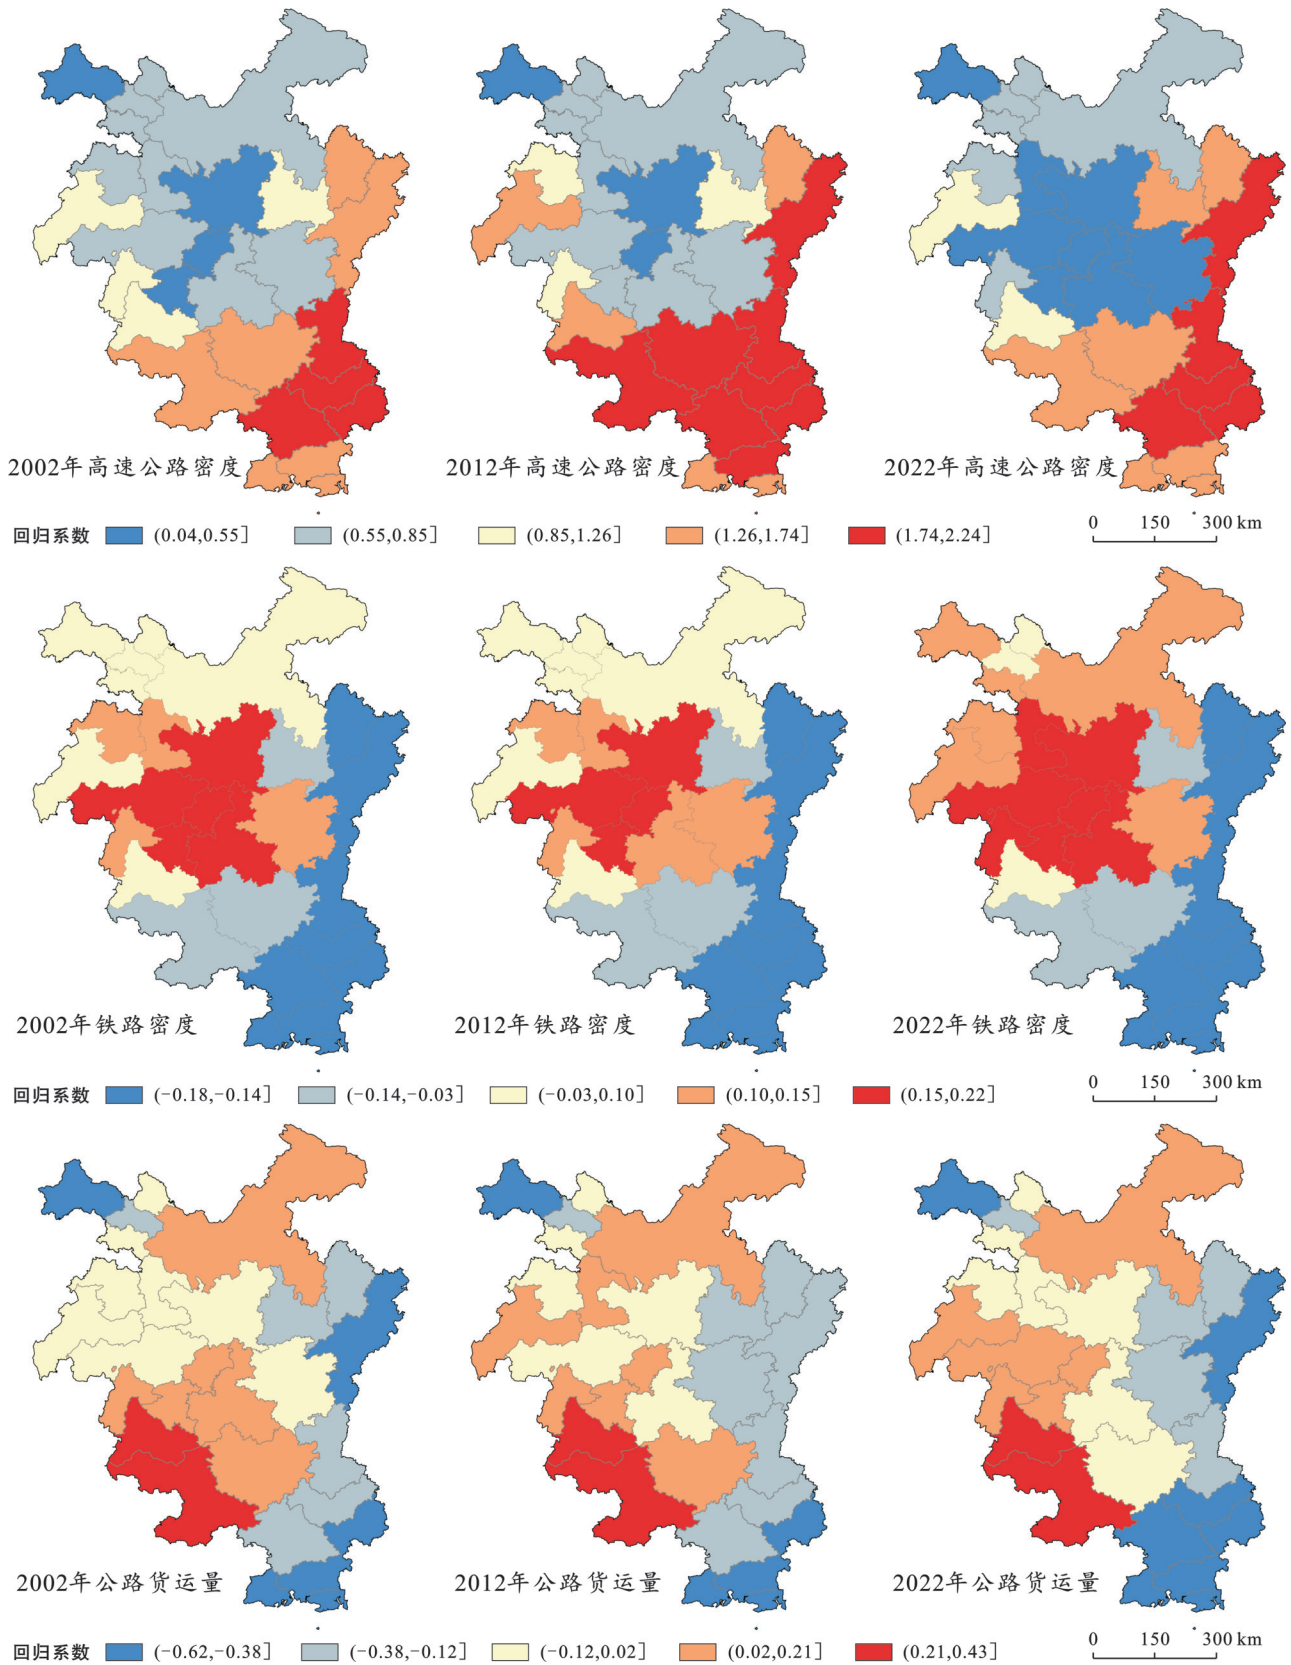 2002年高速公路密度
2012年高速公路密度
2022年高速公路密度
回归系数 (0.04,0.55] (0.55,0.85] (0.85,1.26] (1.26,1.74] (1.74,2.24] 0 150 300 km
2002年铁路密度
2012年铁路密度
2022年铁路密度
回归系数 (−0.18,−0.14] (−0.14,−0.03] (−0.03,0.10] (0.10,0.15] (0.15,0.22] 0 150 300 km
2002年公路货运量
2012年公路货运量
2022年公路货运量
回归系数 (−0.62,−0.38] (−0.38,−0.12] (−0.12,0.02] (0.02,0.21] (0.21,0.43] 0 150 300 km